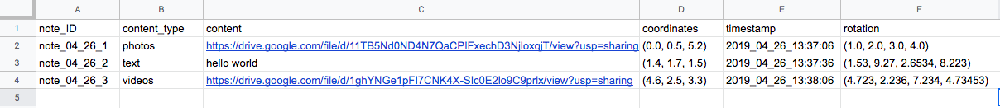 A B C D E F
1 note_ID content_type content coordinates timestamp rotation
2 note_04_26_1 photos https://drive.google.com/file/d/11TB5Nd0ND4N7QaCPlFxechD3NjloxqjT/view?usp=sharing (0.0, 0.5, 5.2) 2019_04_26_13:37:06 (1.0, 2.0, 3.0, 4.0)
3 note_04_26_2 text hello world (1.4, 1.7, 1.5) 2019_04_26_13:37:36 (1.53, 9.27, 2.6534, 8.223)
4 note_04_26_3 videos https://drive.google.com/file/d/1ghYNGe1pFl7CNK4X-Slc0E2lo9C9prlx/view?usp=sharing (4.6, 2.5, 3.3) 2019_04_26_13:38:06 (4.723, 2.236, 7.234, 4.73453)
5